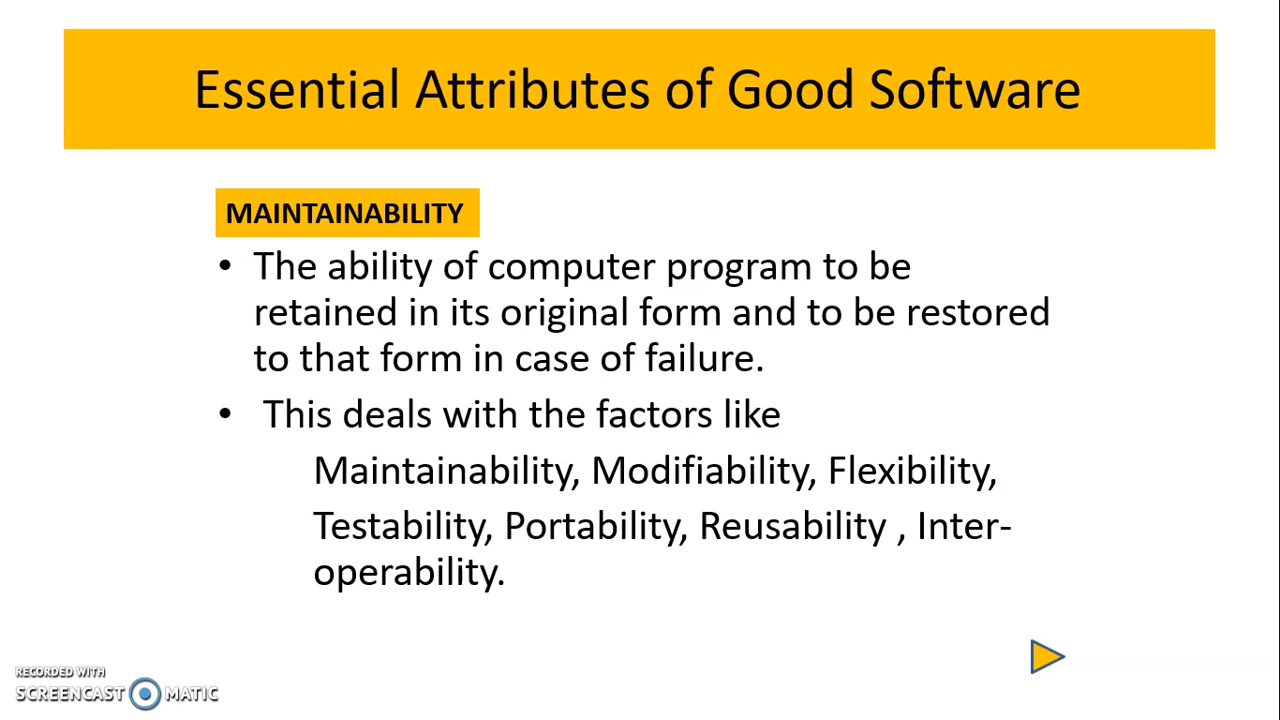 Essential Attributes of Good Software
MAINTAINABILITY
• The ability of computer program to be
retained in its original form and to be restored
to that form in case of failure.
• This deals with the factors like
Maintainability, Modifiability, Flexibility,
Testability, Portability, Reusability , Inter-
operability.
RECORDED WITH
SCREENCAST MATIC